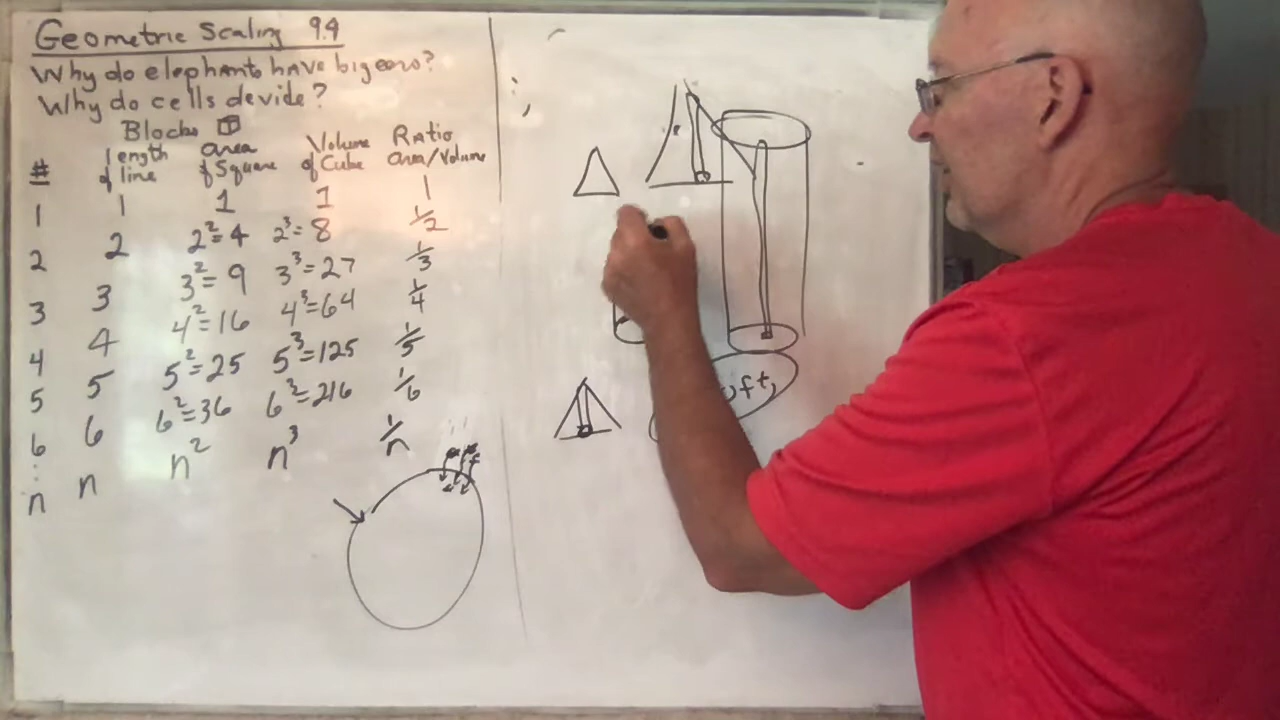 Geometric Scaling 9.4
Why do elephants have big ears?
Why do cells devide?
Blocks
# length of line area of Square Volume of Cube Ratio area/Volume
1 1 1 1 1
2 2 2²=4 2³=8 1/2
3 3 3²=9 3³=27 1/3
4 4 4²=16 4³=64 1/4
5 5 5²=25 5³=125 1/5
6 6 6²=36 6³=216 1/6
⋮
n n n² n³ 1/n
ft,